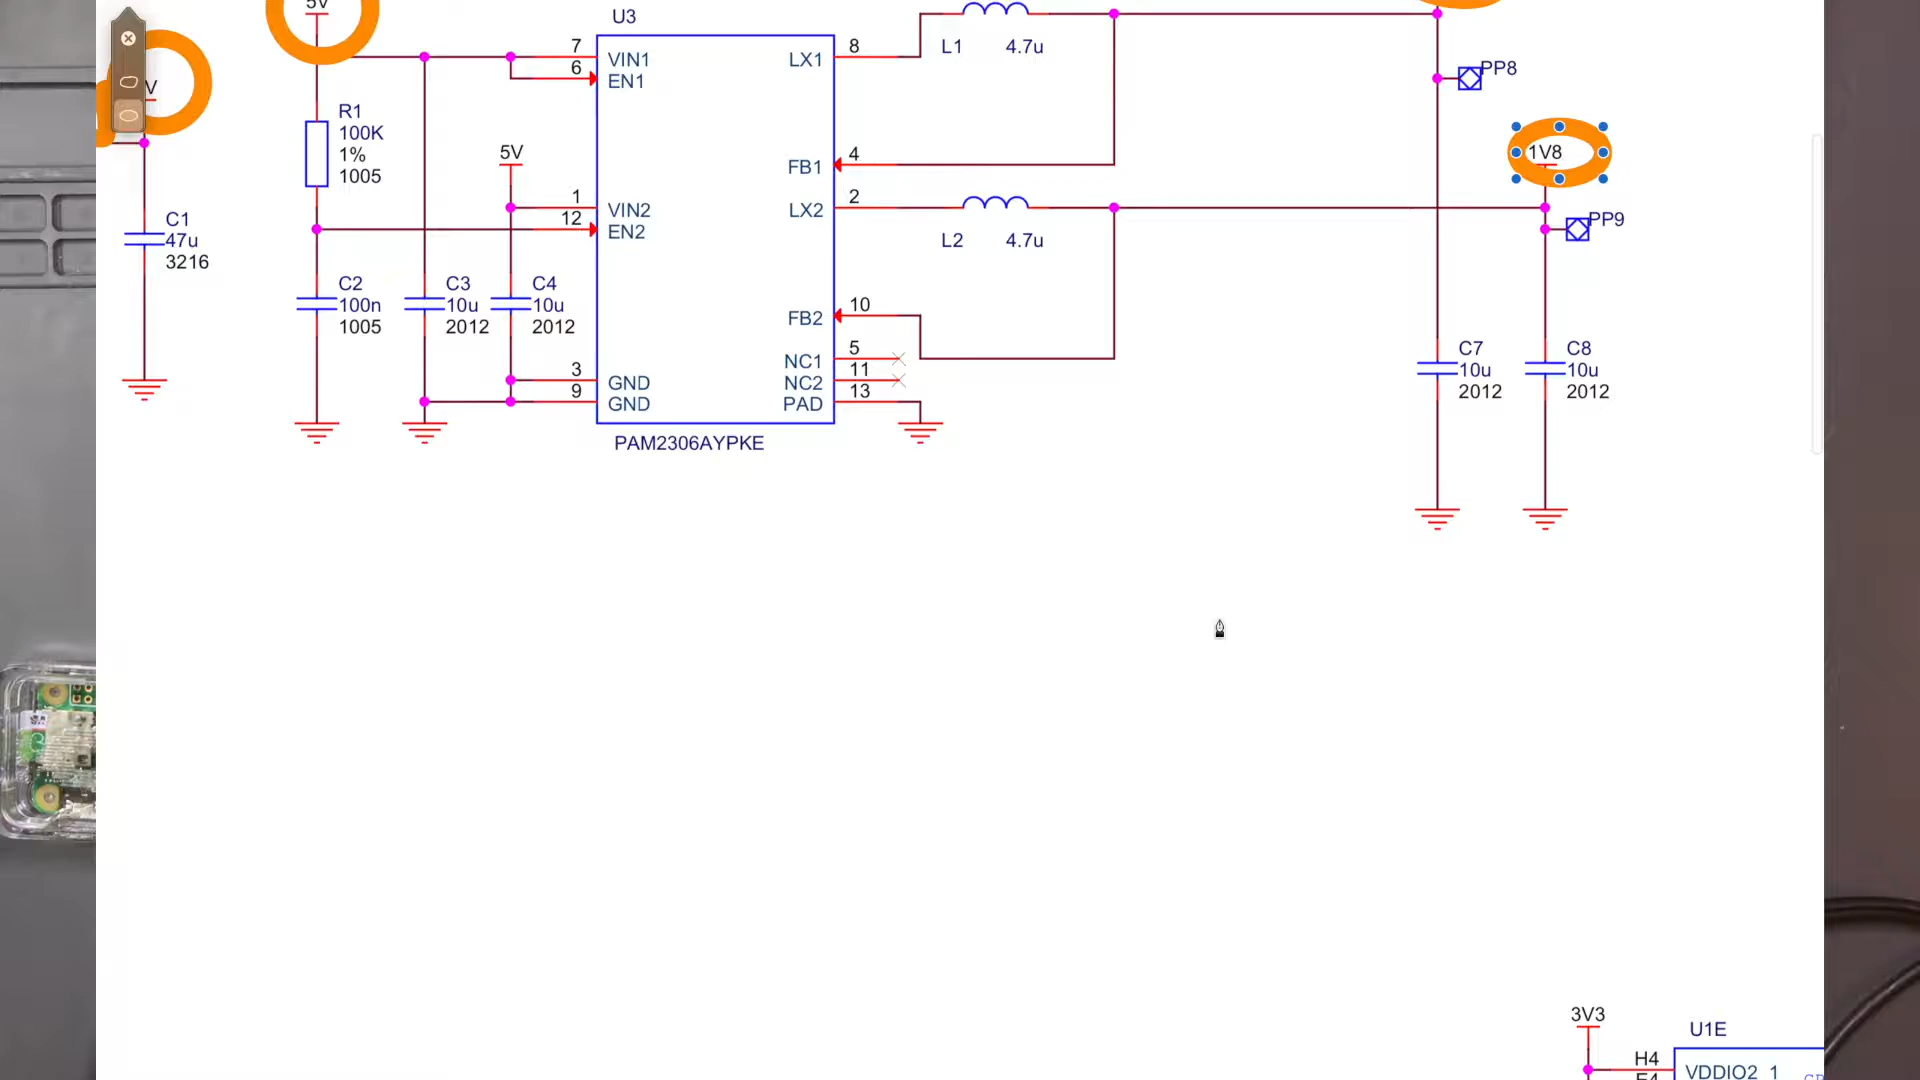 5V
U3
V
7
VIN1
LX1
8
L1
4.7u
6
EN1
PP8
R1
100K
1%
1005
5V
4
FB1
1V8
1
VIN2
LX2
2
12
EN2
L2
4.7u
PP9
C1
47u
3216
C2
100n
1005
C3
10u
2012
C4
10u
2012
FB2
10
NC1
5
NC2
11
3
GND
9
GND
PAD
13
C7
10u
2012
C8
10u
2012
PAM2306AYPKE
3V3
U1E
H4
VDDIO2_1